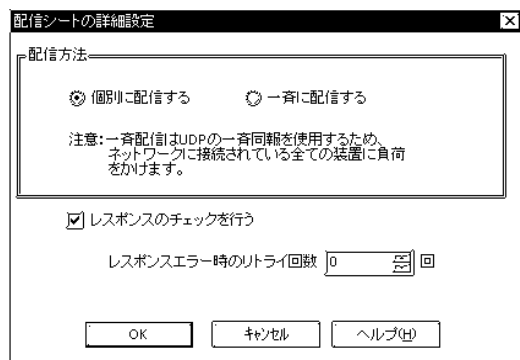 配信シートの詳細設定
配信方法
個別に配信する
一斉に配信する
注意:一斉配信はUDPの一斉同報を使用するため、
ネットワークに接続されている全ての装置に負荷
をかけます。
レスポンスのチェックを行う
レスポンスエラー時のリトライ回数 0 回
OK
キャンセル
ヘルプ(H)